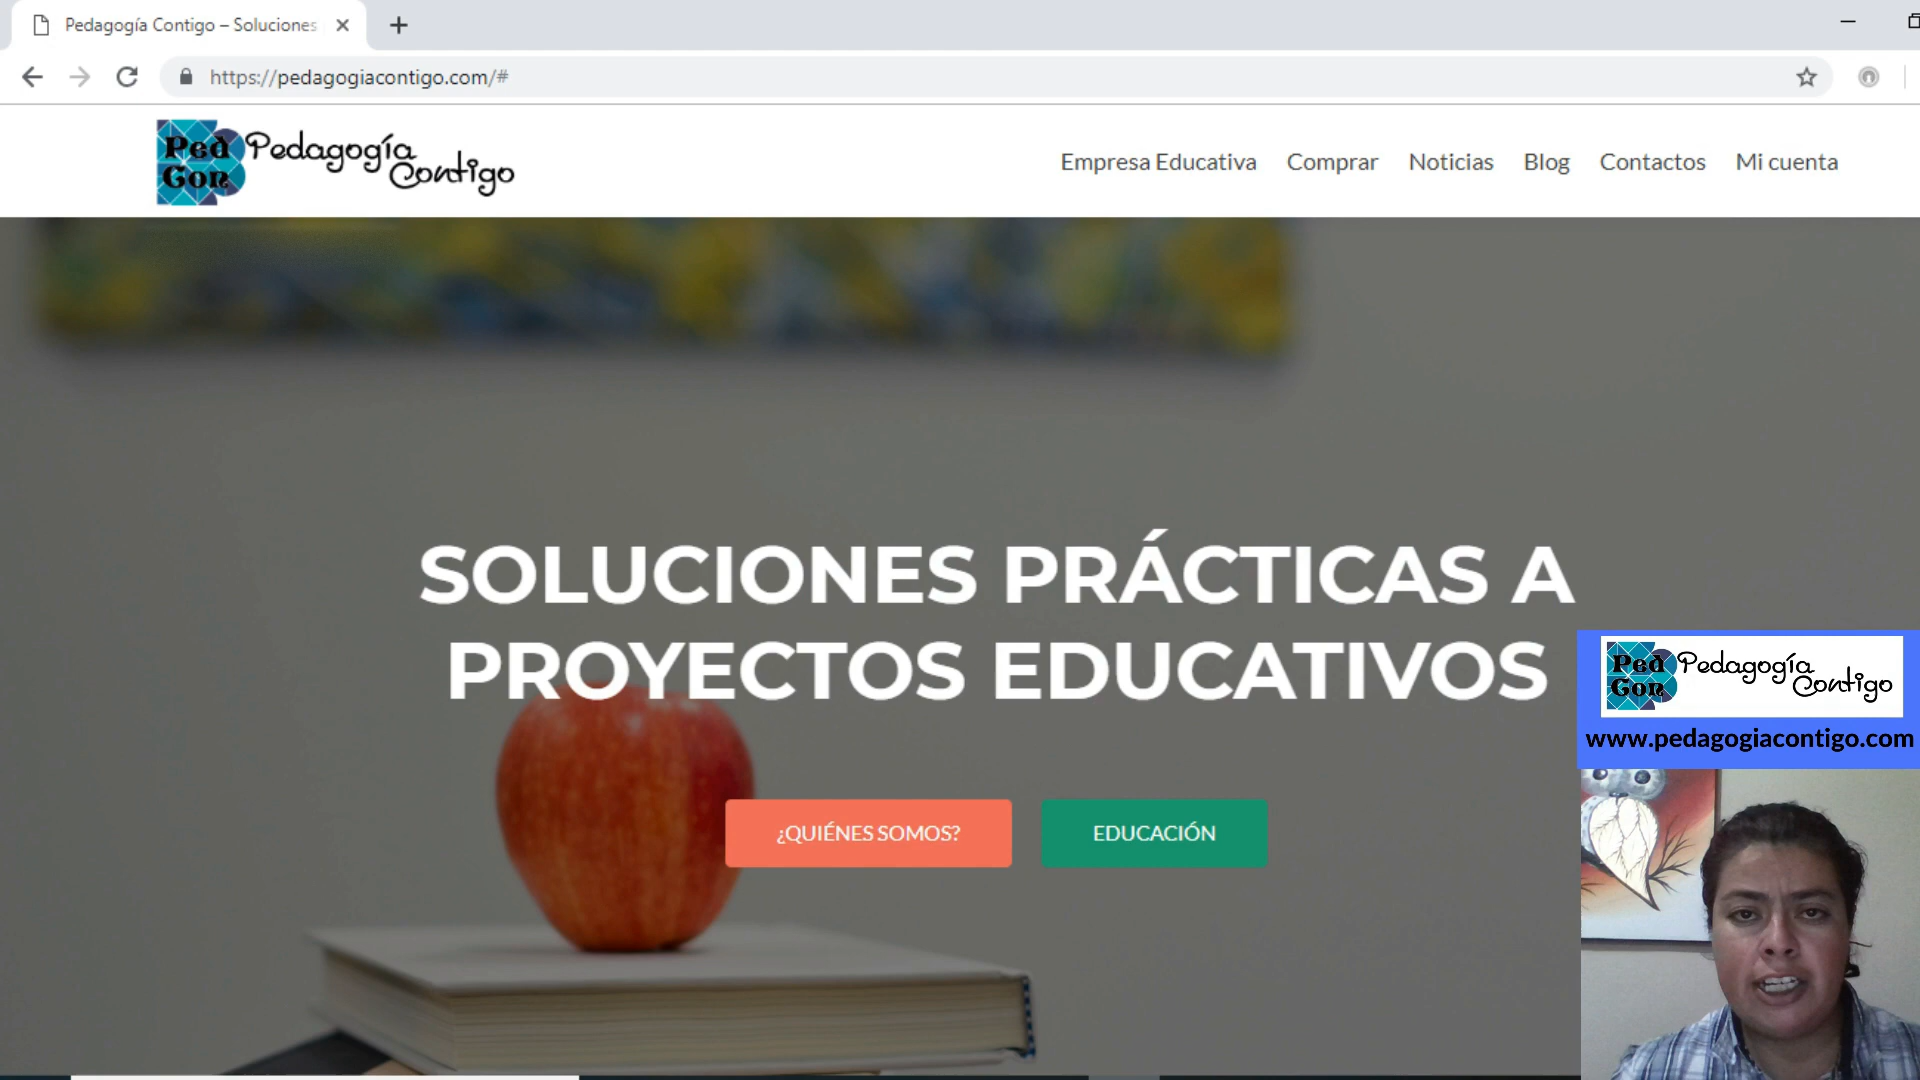 Pedagogía Contigo – Soluciones
https://pedagogiacontigo.com/#
Ped
Con
Pedagogía
Contigo
Empresa Educativa
Comprar
Noticias
Blog
Contactos
Mi cuenta
SOLUCIONES PRÁCTICAS A
PROYECTOS EDUCATIVOS
¿QUIÉNES SOMOS?
EDUCACIÓN
Ped
Con
Pedagogía
Contigo
www.pedagogiacontigo.com